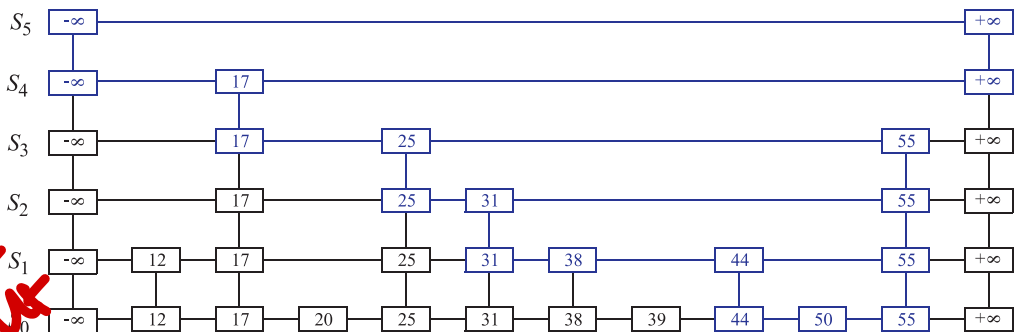 S5 -∞ +∞
S4 -∞ 17 +∞
S3 -∞ 17 25 55 +∞
S2 -∞ 17 25 31 55 +∞
S1 -∞ 12 17 25 31 38 44 55 +∞
0 -∞ 12 17 20 25 31 38 39 44 50 55 +∞